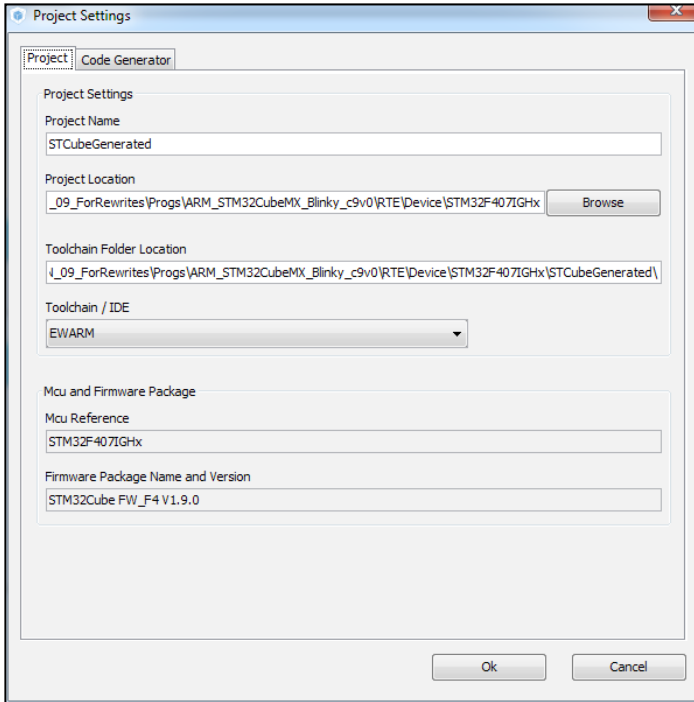 Project Settings
Project
Code Generator
Project Settings
Project Name
STCubeGenerated
Project Location
_09_ForRewrites\Progs\ARM_STM32CubeMX_Blinky_c9v0\RTE\Device\STM32F407IGHx
Browse
Toolchain Folder Location
_09_ForRewrites\Progs\ARM_STM32CubeMX_Blinky_c9v0\RTE\Device\STM32F407IGHx\STCubeGenerated\
Toolchain / IDE
EWARM
Mcu and Firmware Package
Mcu Reference
STM32F407IGHx
Firmware Package Name and Version
STM32Cube FW_F4 V1.9.0
Ok
Cancel